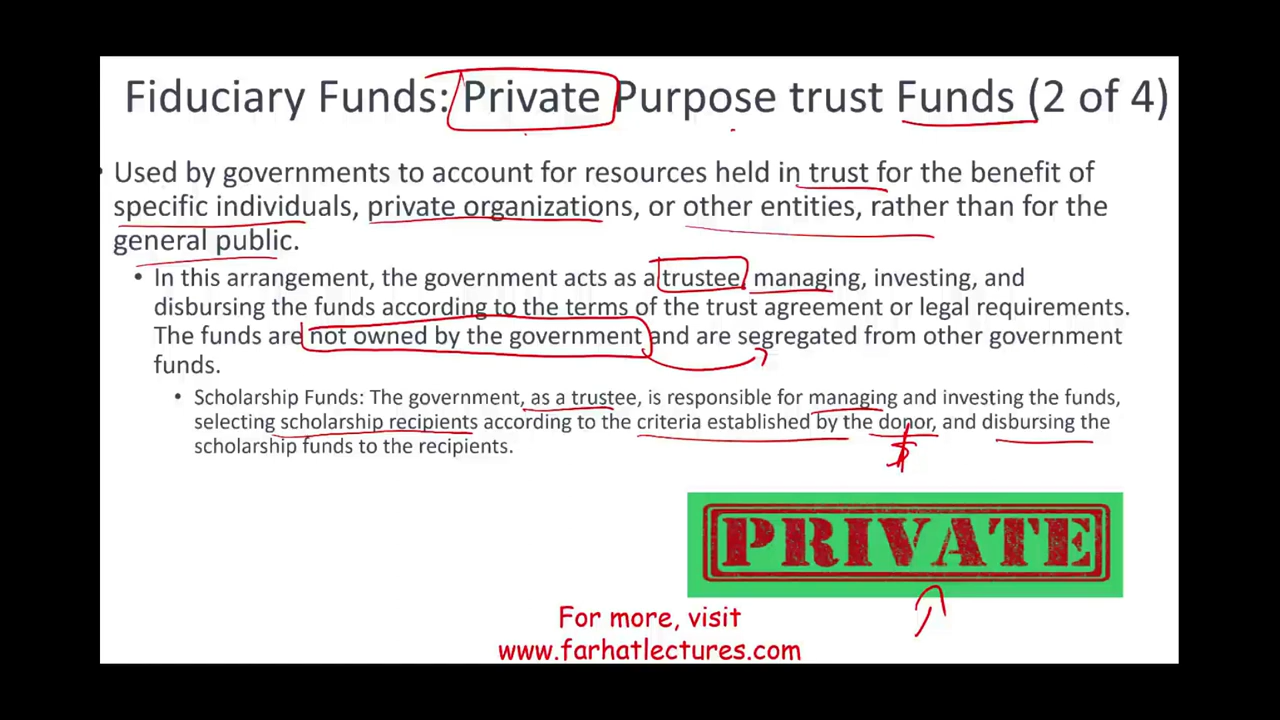 Fiduciary Funds: Private Purpose trust Funds (2 of 4)
• Used by governments to account for resources held in trust for the benefit of
specific individuals, private organizations, or other entities, rather than for the
general public.
• In this arrangement, the government acts as a trustee, managing, investing, and
disbursing the funds according to the terms of the trust agreement or legal requirements.
The funds are not owned by the government and are segregated from other government
funds.
• Scholarship Funds: The government, as a trustee, is responsible for managing and investing the funds,
selecting scholarship recipients according to the criteria established by the donor, and disbursing the
scholarship funds to the recipients.
$
PRIVATE
For more, visit
www.farhatlectures.com